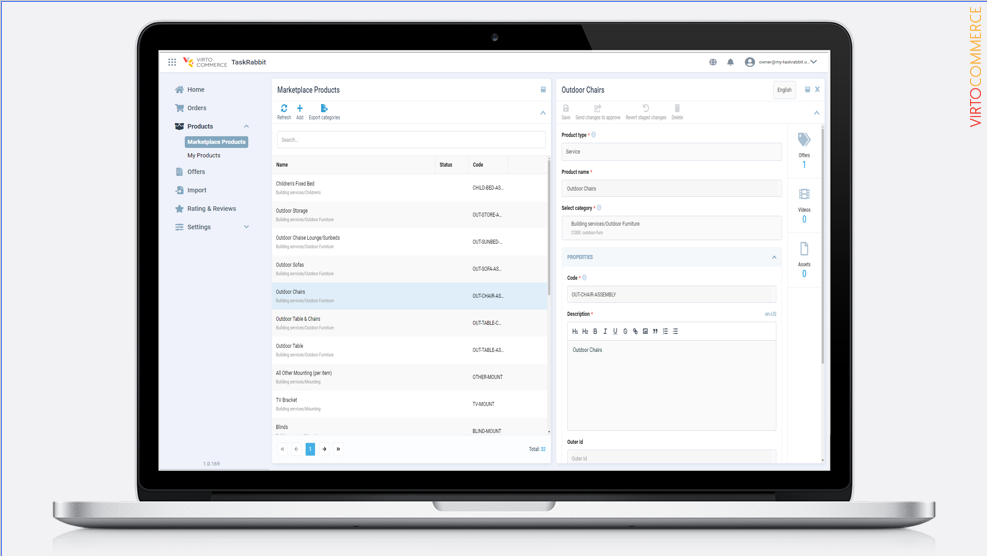 VIRTOCOMMERCE
VIRTO
COMMERCE
TaskRabbit
owner@my-taskrabbit.o...
Home
Orders
Products
Marketplace Products
My Products
Offers
Import
Rating & Reviews
Settings
1.0.169
Marketplace Products
Refresh
Add
Export categories
Search...
Name
Status
Code
Children's Fixed Bed
Building services/Childrens
CHILD-BED-AS...
Outdoor Storage
Building services/Outdoor Furniture
OUT-STORE-A...
Outdoor Chaise Lounge/Sunbeds
Building services/Outdoor Furniture
OUT-SUNBED-...
Outdoor Sofas
Building services/Outdoor Furniture
OUT-SOFA-AS...
Outdoor Chairs
Building services/Outdoor Furniture
OUT-CHAIR-AS...
Outdoor Table & Chairs
Building services/Outdoor Furniture
OUT-TABLE-C...
Outdoor Table
Building services/Outdoor Furniture
OUT-TABLE-AS...
All Other Mounting (per item)
Building services/Mounting
OTHER-MOUNT
TV Bracket
Building services/Mounting
TV-MOUNT
Blinds
BLIND-MOUNT
1
Total: 32
Outdoor Chairs
English
Save
Send changes to approve
Revert staged changes
Delete
Product type *
Service
Product name *
Outdoor Chairs
Select category *
Building services/Outdoor Furniture
CODE: outdoor-furn
PROPERTIES
Code *
OUT-CHAIR-ASSEMBLY
Description *
en-US
H1 H2 B I U S
Outdoor Chairs
Outer id
Outer id
Offers
1
Videos
0
Assets
0